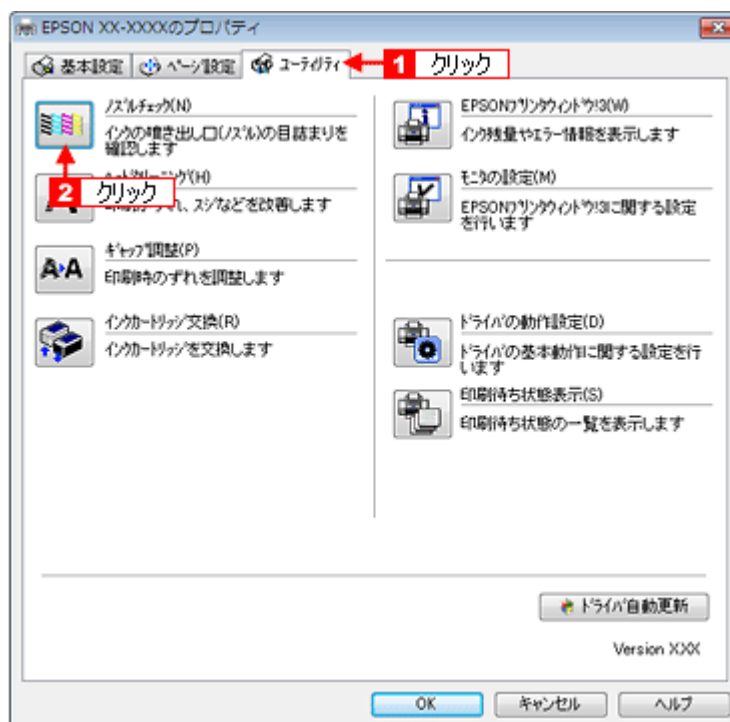 EPSON XX-XXXXのプロパティ
基本設定
ページ設定
ユーティリティ
1 クリック
ノズルチェック(N)
インクの噴き出し口(ノズル)の目詰まりを
確認します
2 クリック
グ(H)
、スジなどを改善します
ギャップ調整(P)
印刷時のずれを調整します
インクカートリッジ交換(R)
インクカートリッジを交換します
EPSONプリンタウィンドウ!3(W)
インク残量やエラー情報を表示します
モニタの設定(M)
EPSONプリンタウィンドウ!3に関する設定
を行います
ドライバの動作設定(D)
ドライバの基本動作に関する設定を行
います
印刷待ち状態表示(S)
印刷待ち状態の一覧を表示します
ドライバ自動更新
Version X.XX
OK
キャンセル
ヘルプ